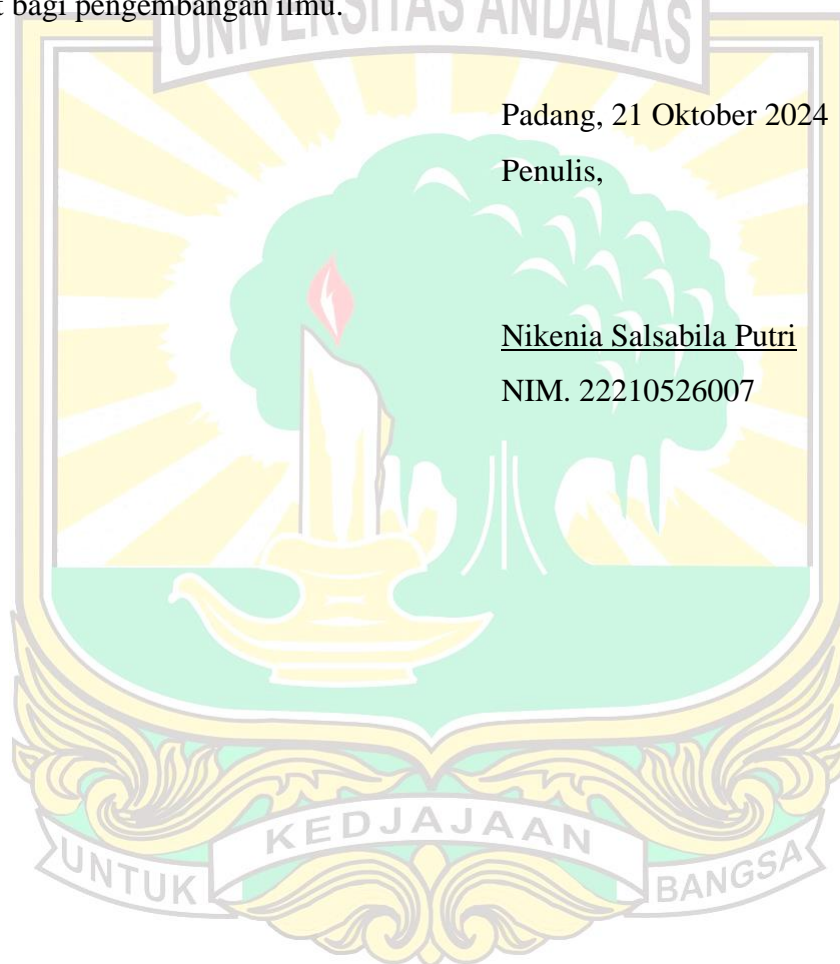 bagi pengembangan ilmu.
UNIVERSITAS ANDALAS
Padang, 21 Oktober 2024
Penulis,
Nikenia Salsabila Putri
NIM. 22210526007
KEDJAJAAN
UNTUK BANGSA